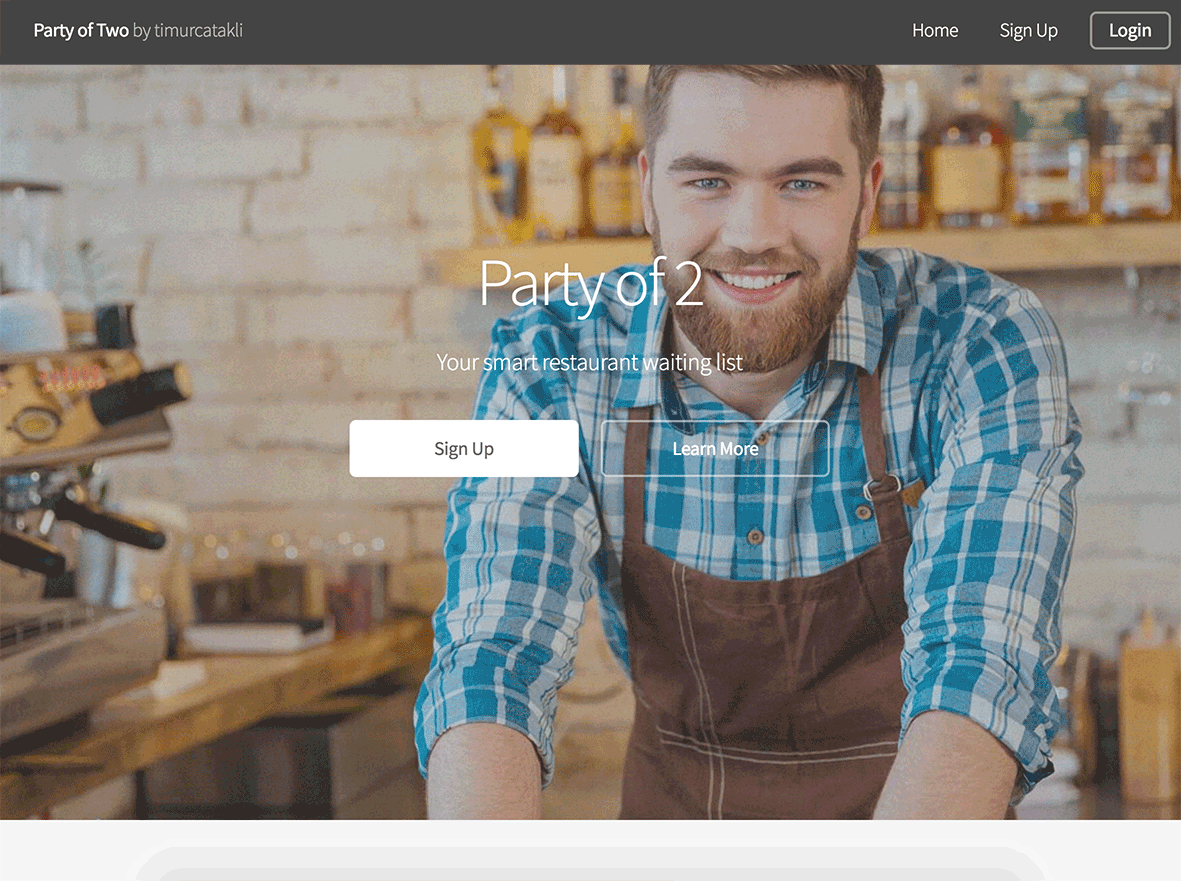 Party of Two by timurcatakli
Home
Sign Up
Login
Party of 2
Your smart restaurant waiting list
Sign Up
Learn More